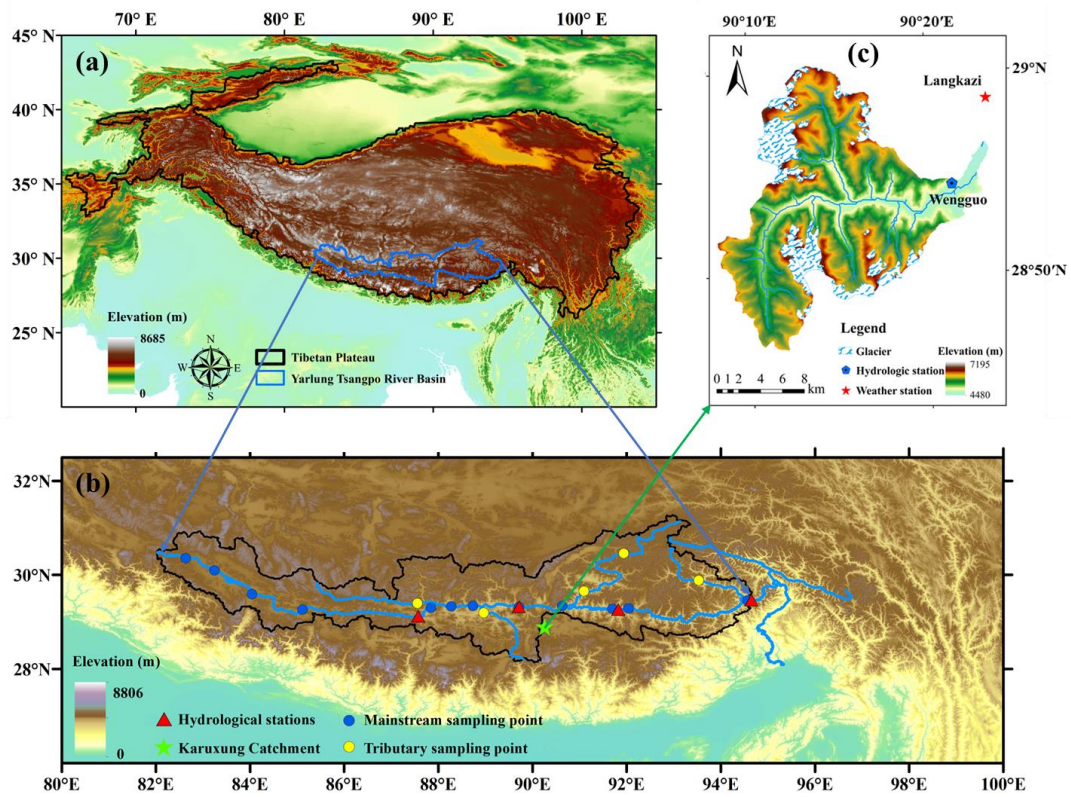 70° E 80° E 90° E 100° E
45° N
40° N
35° N
30° N
25° N
(a)
Elevation (m)
8685
0
N
W E
S
Tibetan Plateau
Yarlung Tsangpo River Basin
90°10′E 90°20′E
(c)
N
Langkazi
29°N
Wengguo
28°50′N
Legend
Glacier
Hydrologic station
Weather station
Elevation (m)
7195
4480
0 1 2 4 6 8
km
(b)
32°N
30°N
28°N
Elevation (m)
8806
0
Hydrological stations
Mainstream sampling point
Karuxung Catchment
Tributary sampling point
80°E 82°E 84°E 86°E 88°E 90°E 92°E 94°E 96°E 98°E 100°E